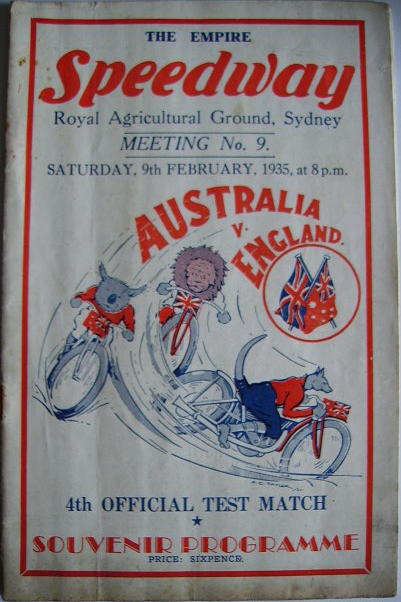 THE EMPIRE
Speedway
Royal Agricultural Ground, Sydney
MEETING No. 9.
SATURDAY, 9th FEBRUARY, 1935, at 8 p.m.
AUSTRALIA
V.
ENGLAND.
4th OFFICIAL TEST MATCH
★
SOUVENIR PROGRAMME
PRICE: SIXPENCE.